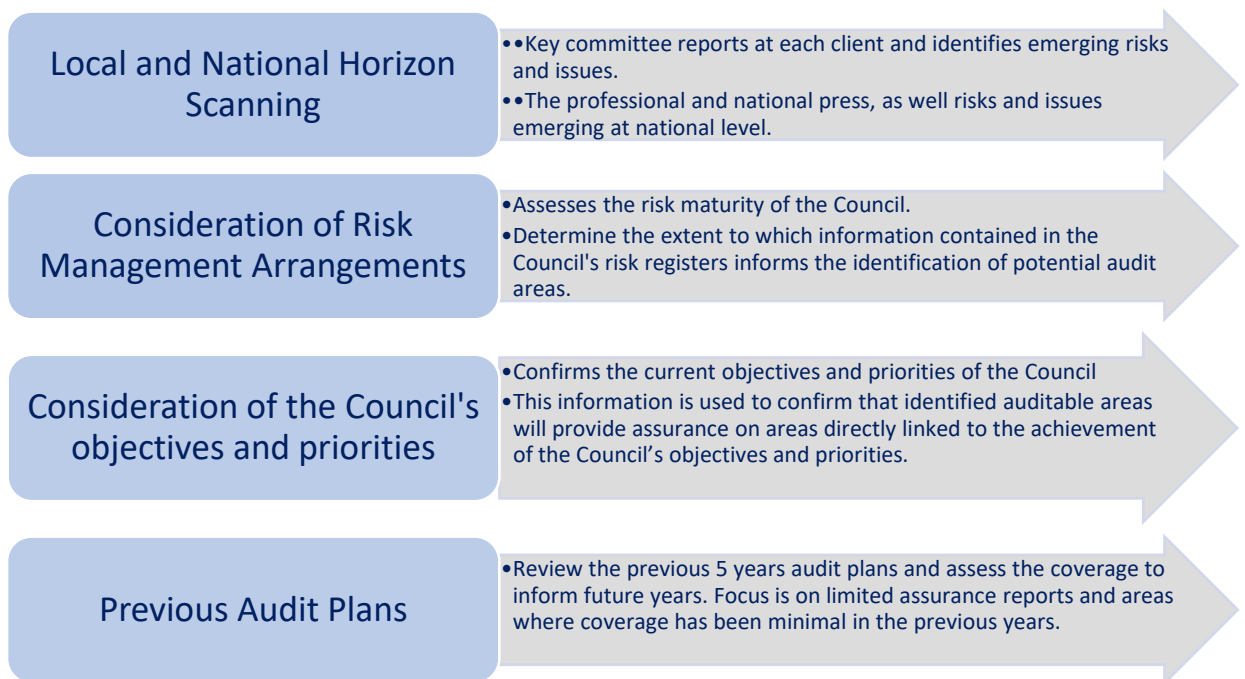 Local and National Horizon
Scanning
••Key committee reports at each client and identifies emerging risks
and issues.
••The professional and national press, as well risks and issues
emerging at national level.
Consideration of Risk
Management Arrangements
•Assesses the risk maturity of the Council.
•Determine the extent to which information contained in the
Council's risk registers informs the identification of potential audit
areas.
Consideration of the Council's
objectives and priorities
•Confirms the current objectives and priorities of the Council
•This information is used to confirm that identified auditable areas
will provide assurance on areas directly linked to the achievement
of the Council’s objectives and priorities.
Previous Audit Plans
•Review the previous 5 years audit plans and assess the coverage to
inform future years. Focus is on limited assurance reports and areas
where coverage has been minimal in the previous years.